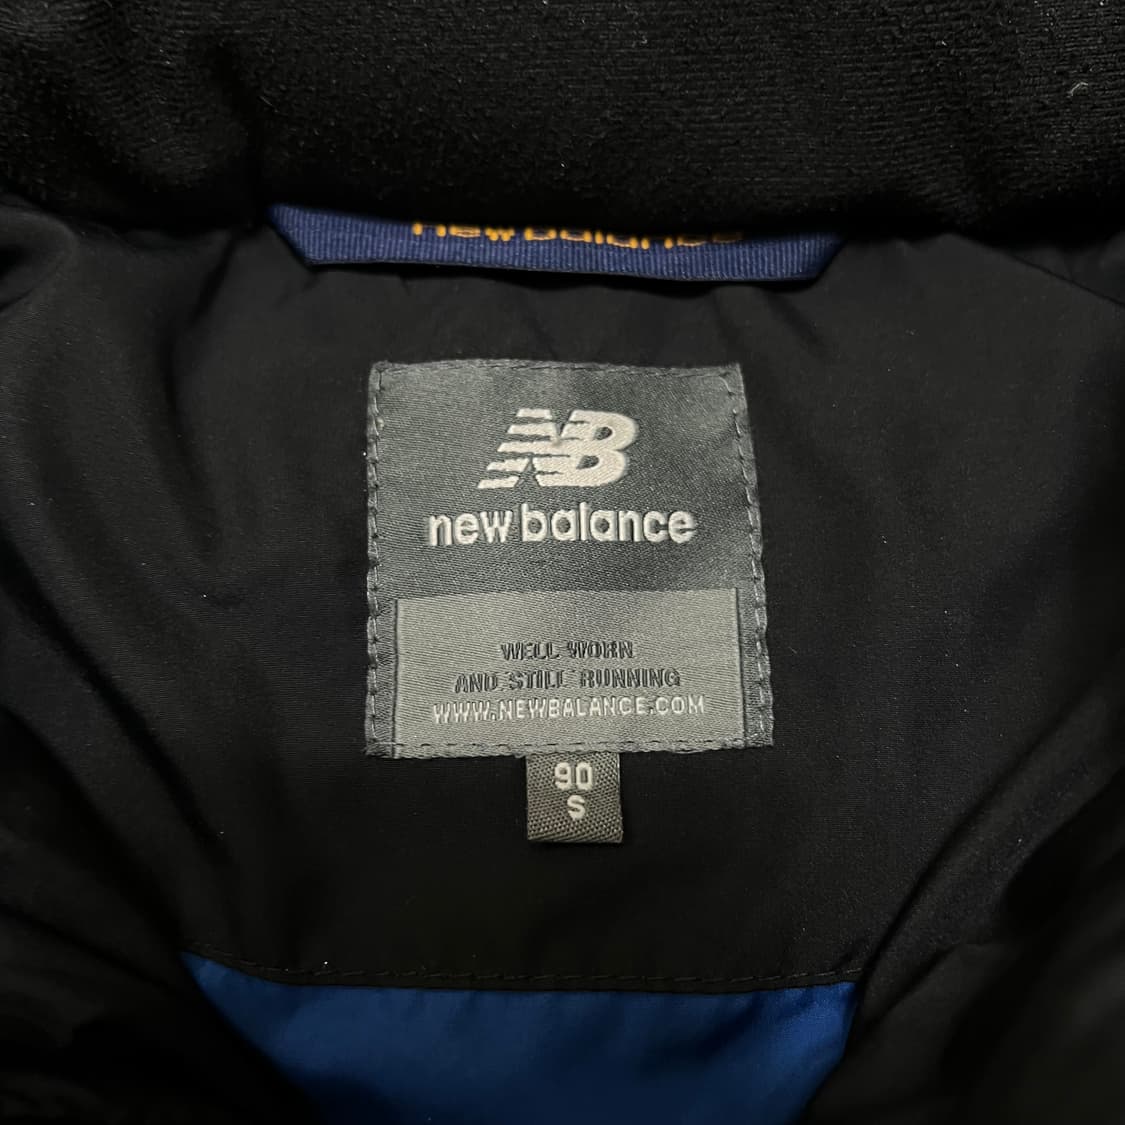 new balance
NB
new balance
WELL WORN
AND STILL RUNNING
WWW.NEWBALANCE.COM
90
S